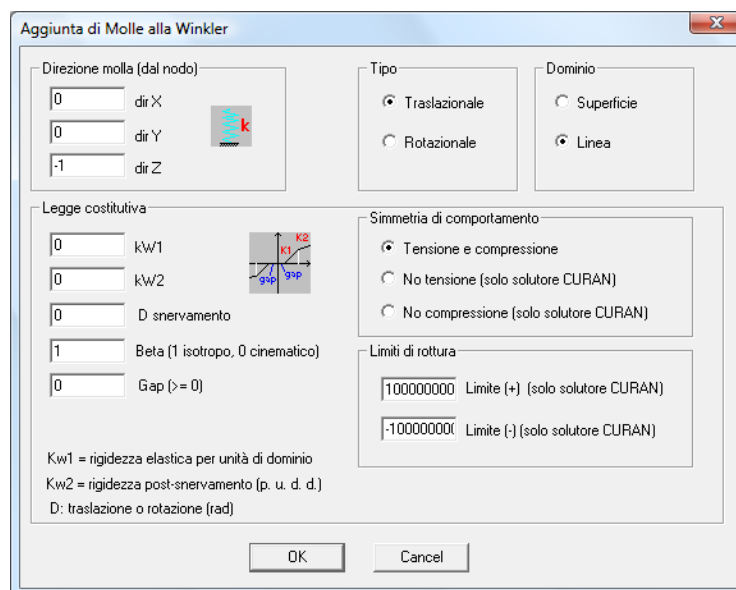 Aggiunta di Molle alla Winkler
Direzione molla (dal nodo)
0 dir X
0 dir Y
-1 dir Z
k
Tipo
Traslazionale
Rotazionale
Dominio
Superficie
Linea
Legge costitutiva
0 kW1
0 kW2
0 D snervamento
1 Beta (1 isotropo, 0 cinematico)
0 Gap (>= 0)
K2
K1
gap gap
Kw1 = rigidezza elastica per unità di dominio
Kw2 = rigidezza post-snervamento (p. u. d. d.)
D: traslazione o rotazione (rad)
Simmetria di comportamento
Tensione e compressione
No tensione (solo solutore CURAN)
No compressione (solo solutore CURAN)
Limiti di rottura
100000000 Limite (+) (solo solutore CURAN)
-10000000 Limite (-) (solo solutore CURAN)
OK
Cancel